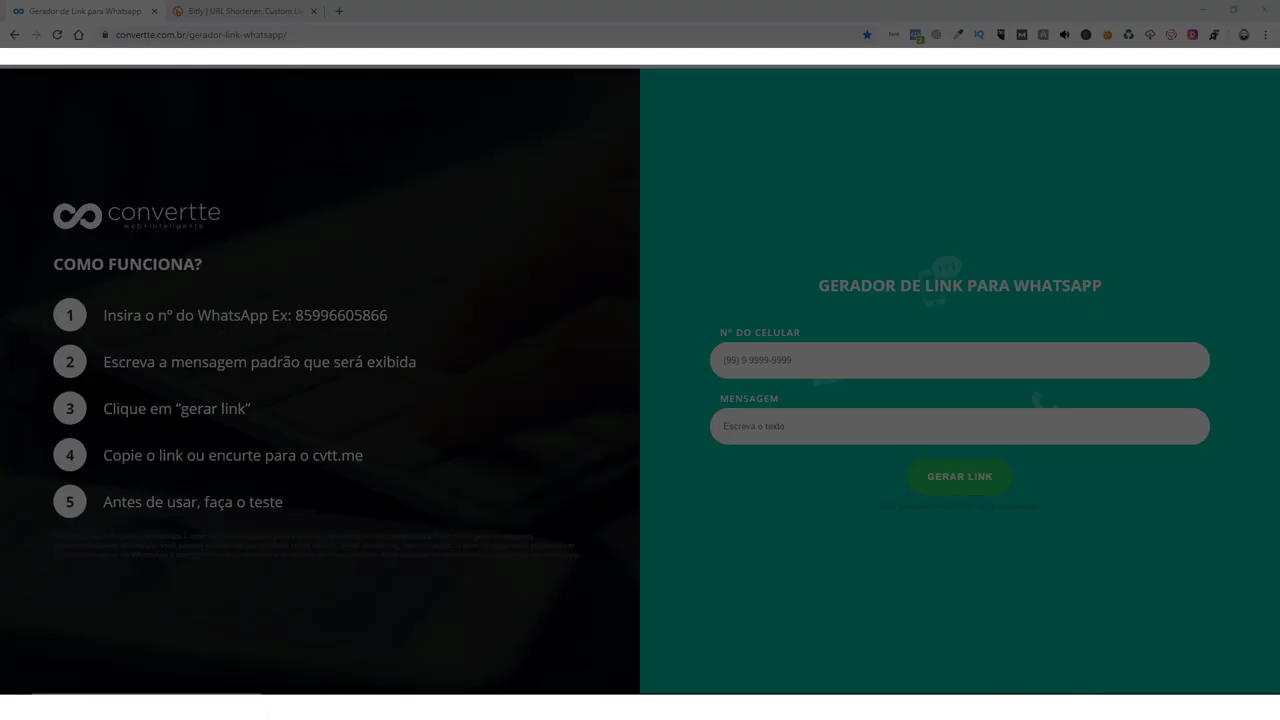 Gerador de Link para Whatsapp
Bitly | URL Shortener, Custom Li
convertte.com.br/gerador-link-whatsapp/
convertte
web+inteligente
COMO FUNCIONA?
1 Insira o nº do WhatsApp Ex: 85996605866
2 Escreva a mensagem padrão que será exibida
3 Clique em “gerar link”
4 Copie o link ou encurte para o cvtt.me
5 Antes de usar, faça o teste
GERADOR DE LINK PARA WHATSAPP
Nº DO CELULAR
(99) 9 9999-9999
MENSAGEM
Escreva o texto
GERAR LINK